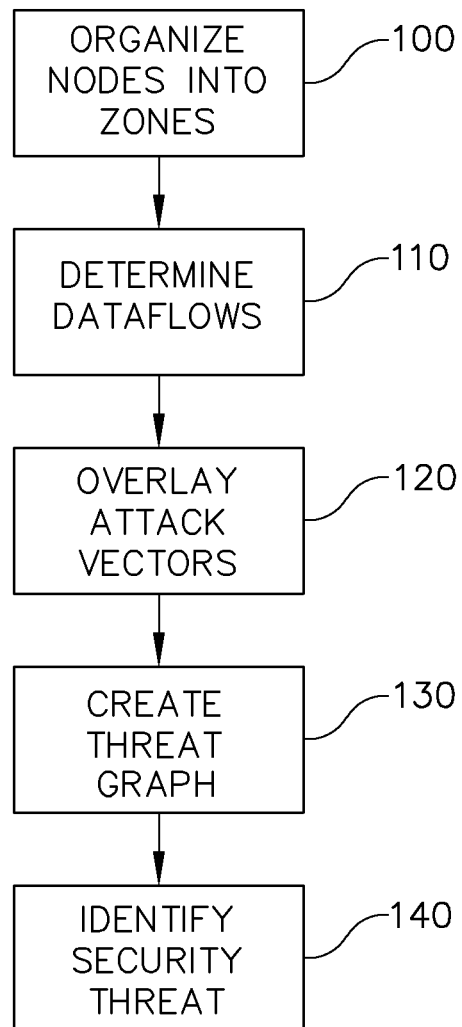 ORGANIZE
NODES INTO
ZONES
100
DETERMINE
DATAFLOWS
110
OVERLAY
ATTACK
VECTORS
120
CREATE
THREAT
GRAPH
130
IDENTIFY
SECURITY
THREAT
140